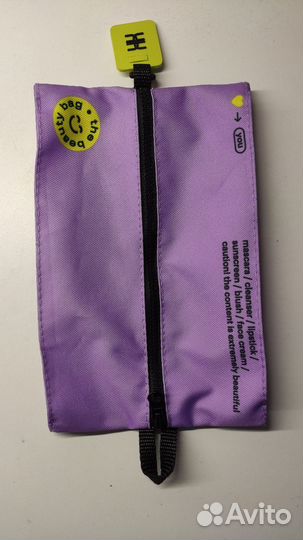 the beauty bag •
♥ → you
mascara / cleanser / lipstick /
sunscreen / blush / face cream /
caution! the content is extremely beautiful
Avito